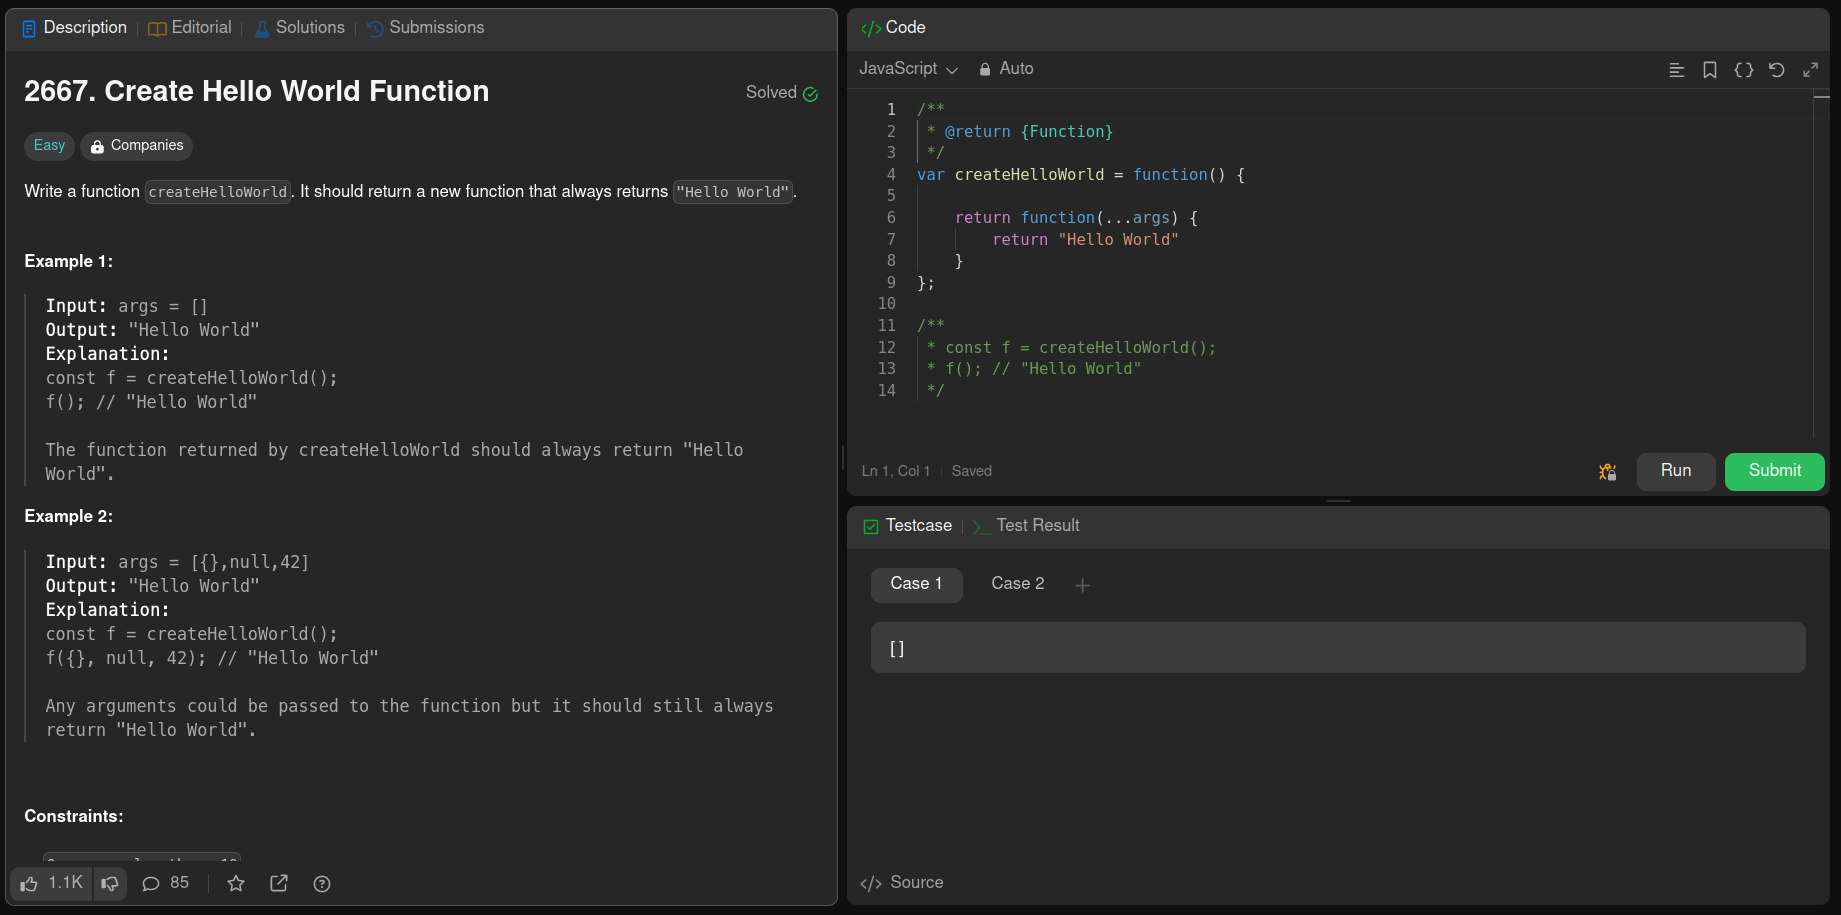 Description | Editorial | Solutions | Submissions
2667. Create Hello World Function
Solved
Easy
Companies
Write a function createHelloWorld. It should return a new function that always returns "Hello World".
Example 1:
Input: args = []
Output: "Hello World"
Explanation:
const f = createHelloWorld();
f(); // "Hello World"
The function returned by createHelloWorld should always return "Hello
World".
Example 2:
Input: args = [{},null,42]
Output: "Hello World"
Explanation:
const f = createHelloWorld();
f({}, null, 42); // "Hello World"
Any arguments could be passed to the function but it should still always
return "Hello World".
Constraints:
1.1K
85
</> Code
JavaScript
Auto
1 /**
2  * @return {Function}
3  */
4 var createHelloWorld = function() {
5
6     return function(...args) {
7         return "Hello World"
8     }
9 };
10
11 /**
12  * const f = createHelloWorld();
13  * f(); // "Hello World"
14  */
Ln 1, Col 1 | Saved
Run
Submit
Testcase | >_ Test Result
Case 1
Case 2
+
[]
</> Source